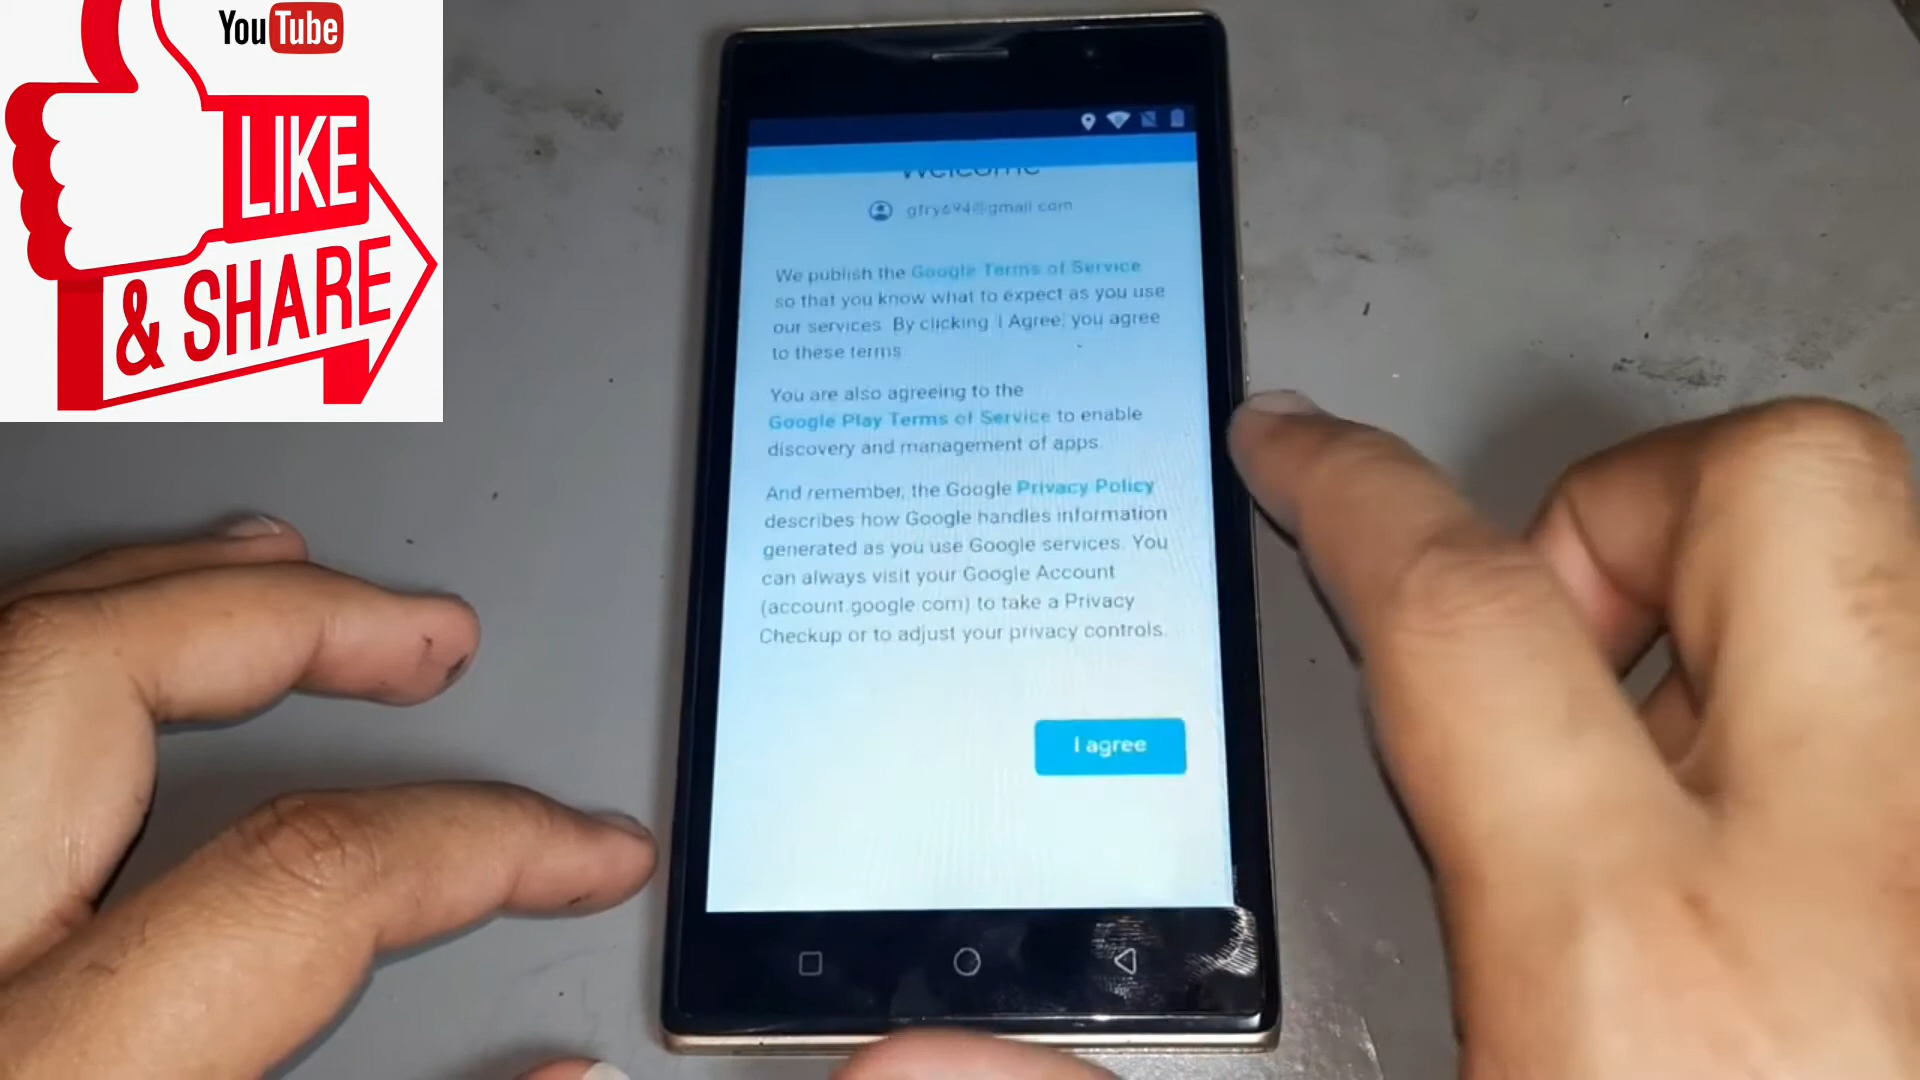 YouTube
LIKE
& SHARE
Welcome
gfry694@gmail.com
We publish the Google Terms of Service
so that you know what to expect as you use
our services. By clicking 'I Agree,' you agree
to these terms.
You are also agreeing to the
Google Play Terms of Service to enable
discovery and management of apps.
And remember, the Google Privacy Policy
describes how Google handles information
generated as you use Google services. You
can always visit your Google Account
(account.google.com) to take a Privacy
Checkup or to adjust your privacy controls.
I agree